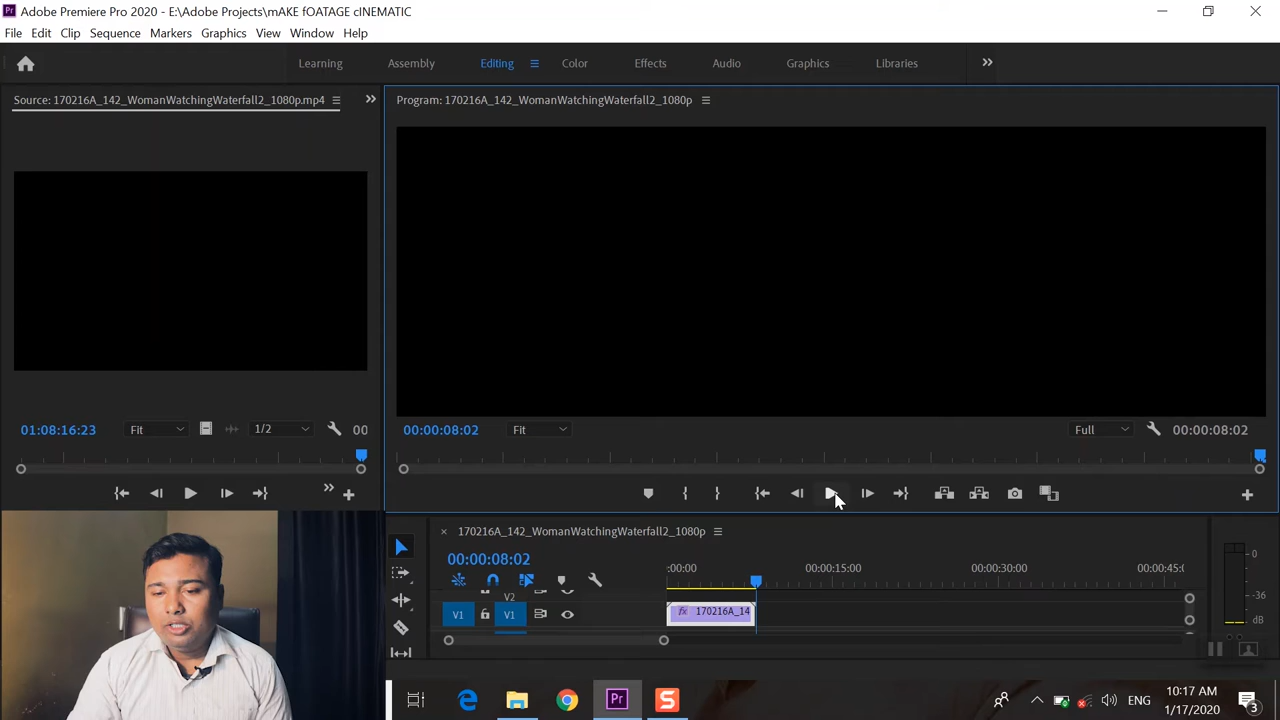 Pr Adobe Premiere Pro 2020 - E:\Adobe Projects\mAKE fOATAGE cINEMATIC
File Edit Clip Sequence Markers Graphics View Window Help
Learning Assembly Editing Color Effects Audio Graphics Libraries
Source: 170216A_142_WomanWatchingWaterfall2_1080p.mp4
Program: 170216A_142_WomanWatchingWaterfall2_1080p
01:08:16:23 Fit 1/2 00
00:00:08:02 Fit Full 00:00:08:02
170216A_142_WomanWatchingWaterfall2_1080p
00:00:08:02
:00:00 00:00:15:00 00:00:30:00 00:00:45:0
V2
V1 V1 fx 170216A_14
0
-36
dB
Pr S ENG 10:17 AM
1/17/2020 3